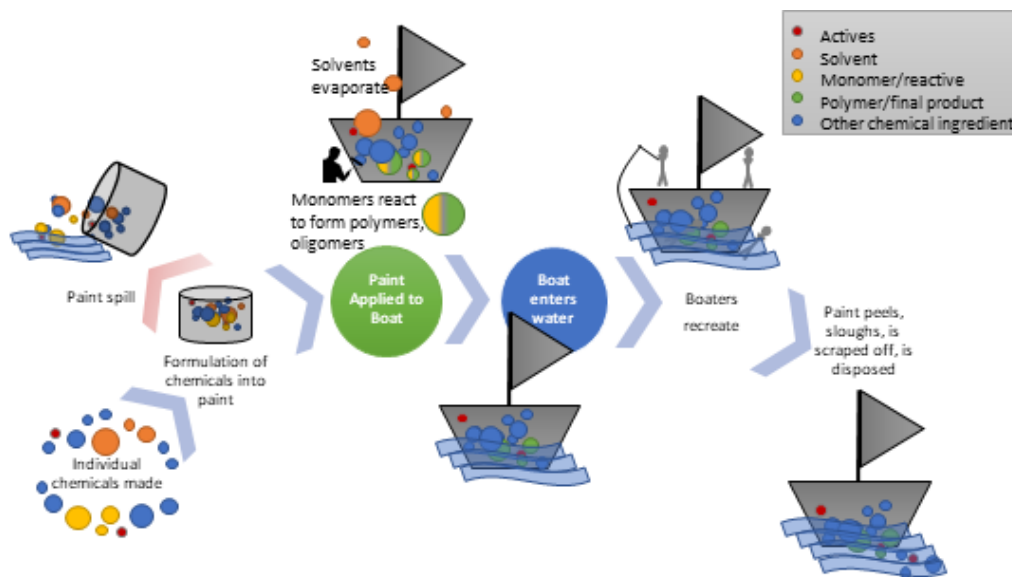 Actives
Solvent
Monomer/reactive
Polymer/final product
Other chemical ingredient
Solvents
evaporate
Monomers react
to form polymers,
oligomers
Paint spill
Formulation of
chemicals into
paint
Individual
chemicals made
Paint
Applied to
Boat
Boat
enters
water
Boaters
recreate
Paint peels,
sloughs, is
scraped off, is
disposed